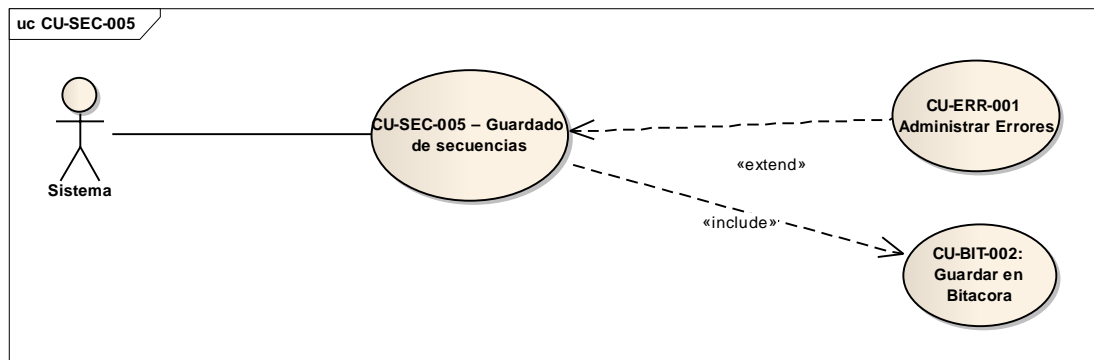 uc CU-SEC-005
Sistema
CU-SEC-005 – Guardado
de secuencias
CU-ERR-001
Administrar Errores
«extend»
«include»
CU-BIT-002:
Guardar en
Bitacora